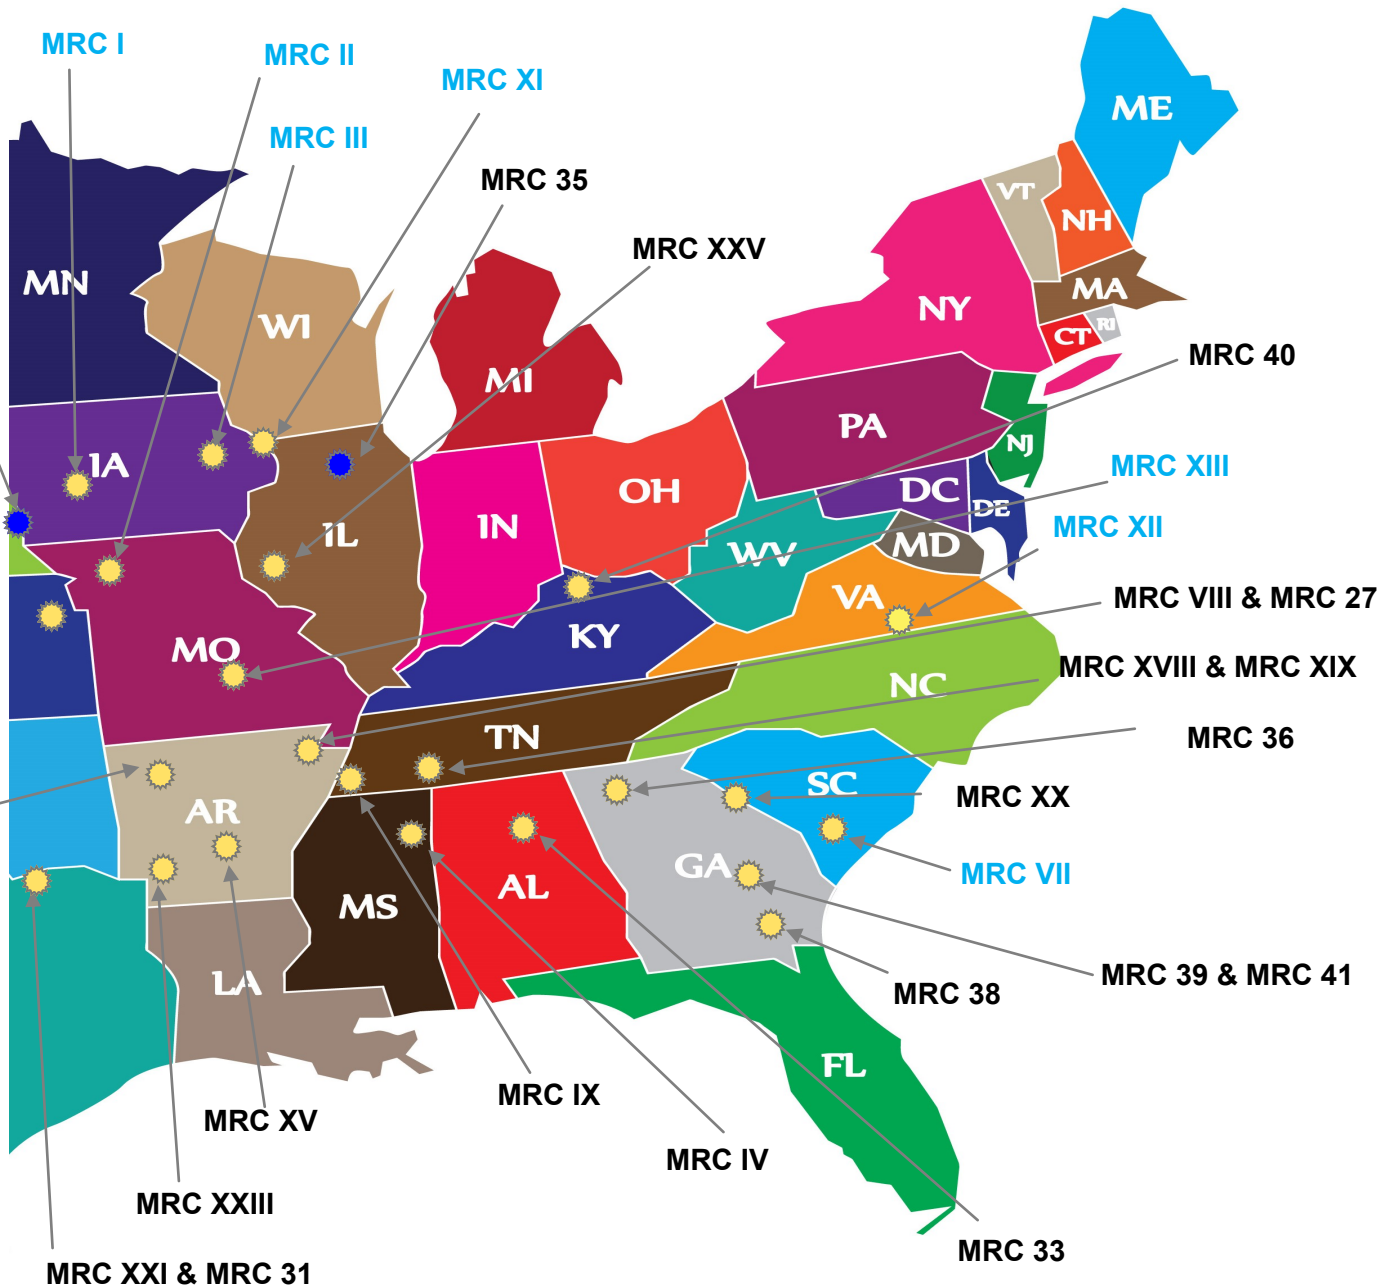 MRC I
MRC II
MRC XI
MRC III
MRC 35
MRC XXV
ME
VT
NH
MA
NY
CT
RI
MRC 40
MN
WI
MI
PA
NJ
MRC XIII
IA
OH
DC
DE
MRC XII
IN
IL
WV
MD
VA
MRC VIII & MRC 27
MO
KY
MRC XVIII & MRC XIX
NC
TN
MRC 36
SC
MRC XX
AR
GA
MRC VII
AL
MS
MRC 39 & MRC 41
LA
MRC 38
FL
MRC IX
MRC XV
MRC IV
MRC XXIII
MRC 33
MRC XXI & MRC 31